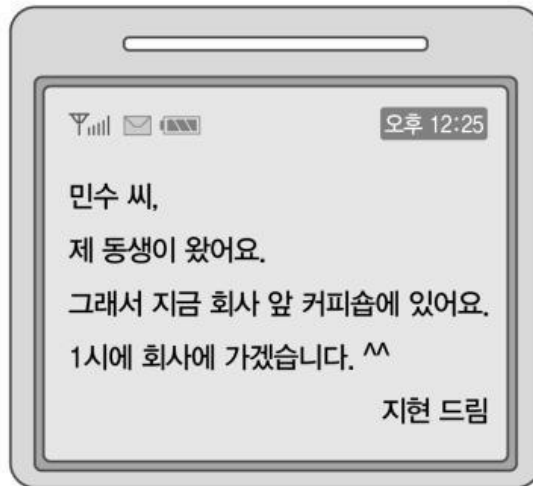 오후 12:25
민수 씨,
제 동생이 왔어요.
그래서 지금 회사 앞 커피숍에 있어요.
1시에 회사에 가겠습니다. ^^
지현 드림